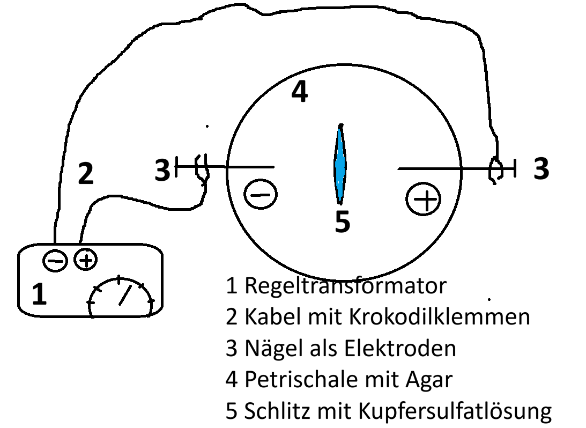 4
3
3
2
−
+
5
− +
1
1 Regeltransformator
2 Kabel mit Krokodilklemmen
3 Nägel als Elektroden
4 Petrischale mit Agar
5 Schlitz mit Kupfersulfatlösung